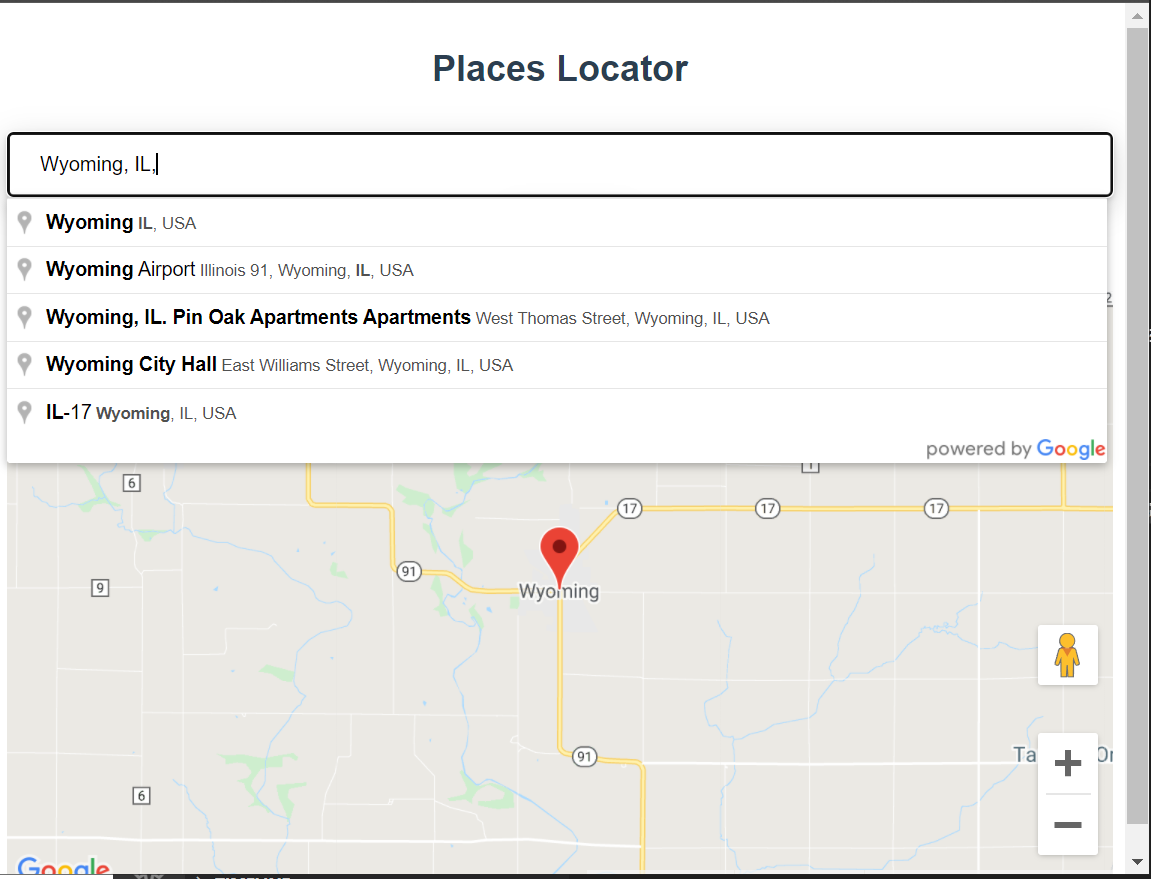 Places Locator
Wyoming, IL,
Wyoming IL, USA
Wyoming Airport Illinois 91, Wyoming, IL, USA
Wyoming, IL. Pin Oak Apartments Apartments West Thomas Street, Wyoming, IL, USA
Wyoming City Hall East Williams Street, Wyoming, IL, USA
IL-17 Wyoming, IL, USA
powered by Google
1
6
17
17
17
91
9
Wyoming
91
6
Google